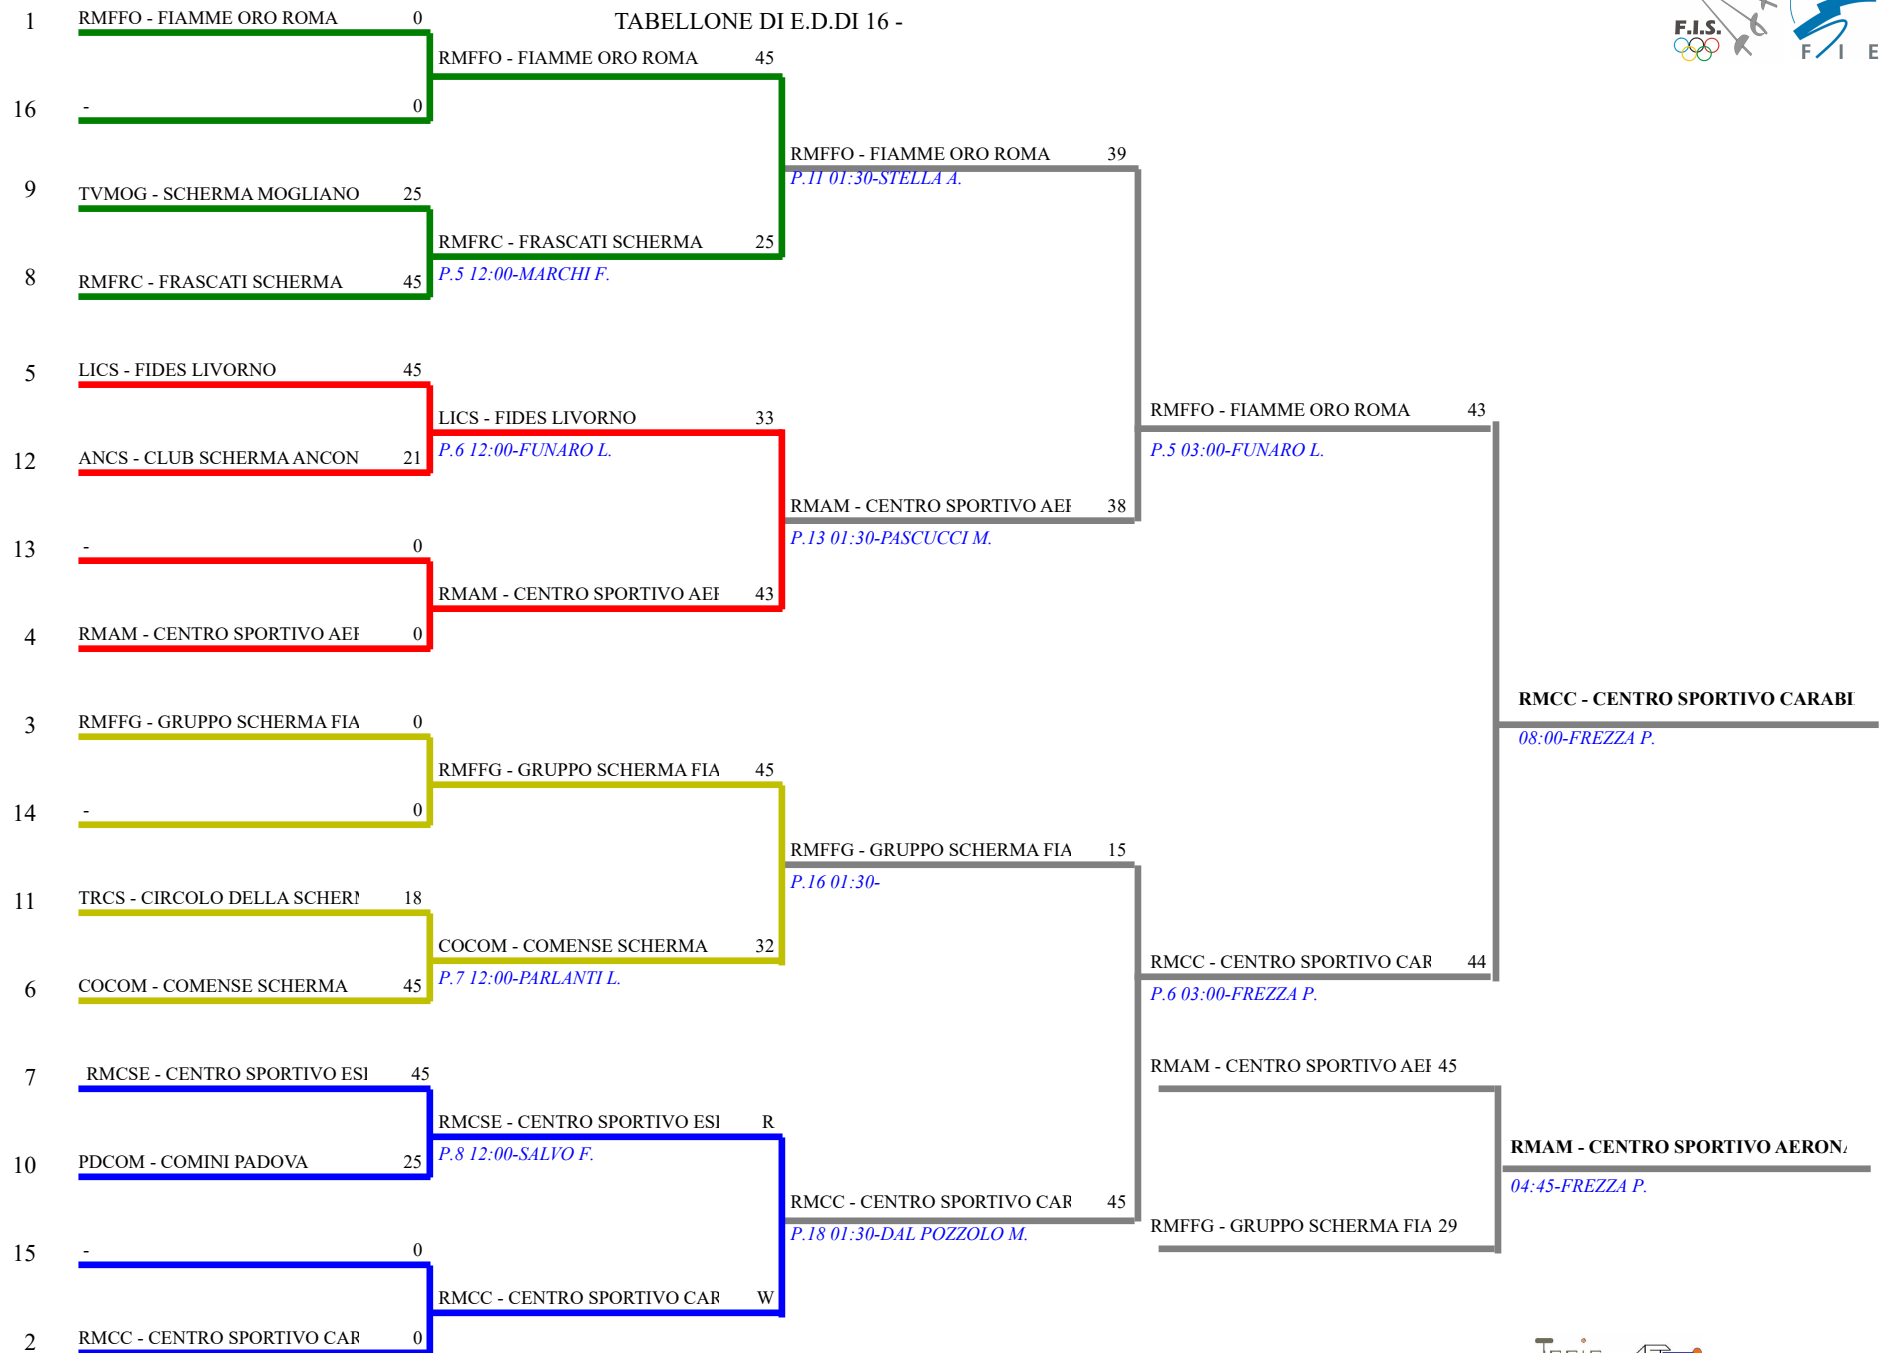 TABELLONE DI E.D.DI 16 -
F.I.S.
F I E
1 RMFFO - FIAMME ORO ROMA 0
RMFFO - FIAMME ORO ROMA 45
16 - 0
RMFFO - FIAMME ORO ROMA 39
P.11 01:30-STELLA A.
9 TVMOG - SCHERMA MOGLIANO 25
RMFRC - FRASCATI SCHERMA 25
P.5 12:00-MARCHI F.
8 RMFRC - FRASCATI SCHERMA 45
5 LICS - FIDES LIVORNO 45
LICS - FIDES LIVORNO 33
RMFFO - FIAMME ORO ROMA 43
P.6 12:00-FUNARO L.
P.5 03:00-FUNARO L.
12 ANCS - CLUB SCHERMA ANCON 21
RMAM - CENTRO SPORTIVO AEF 38
P.13 01:30-PASCUCCI M.
13 - 0
RMAM - CENTRO SPORTIVO AEF 43
4 RMAM - CENTRO SPORTIVO AEF 0
RMCC - CENTRO SPORTIVO CARABI
08:00-FREZZA P.
3 RMFFG - GRUPPO SCHERMA FIA 0
RMFFG - GRUPPO SCHERMA FIA 45
14 - 0
RMFFG - GRUPPO SCHERMA FIA 15
P.16 01:30-
11 TRCS - CIRCOLO DELLA SCHERM 18
COCOM - COMENSE SCHERMA 32
RMCC - CENTRO SPORTIVO CAR 44
P.7 12:00-PARLANTI L.
P.6 03:00-FREZZA P.
6 COCOM - COMENSE SCHERMA 45
7 RMCSE - CENTRO SPORTIVO ESI 45
RMAM - CENTRO SPORTIVO AEF 45
RMCSE - CENTRO SPORTIVO ESI R
P.8 12:00-SALVO F.
10 PDCOM - COMINI PADOVA 25
RMAM - CENTRO SPORTIVO AERONA
04:45-FREZZA P.
RMCC - CENTRO SPORTIVO CAR 45
P.18 01:30-DAL POZZOLO M.
RMFFG - GRUPPO SCHERMA FIA 29
15 - 0
RMCC - CENTRO SPORTIVO CAR W
2 RMCC - CENTRO SPORTIVO CAR 0